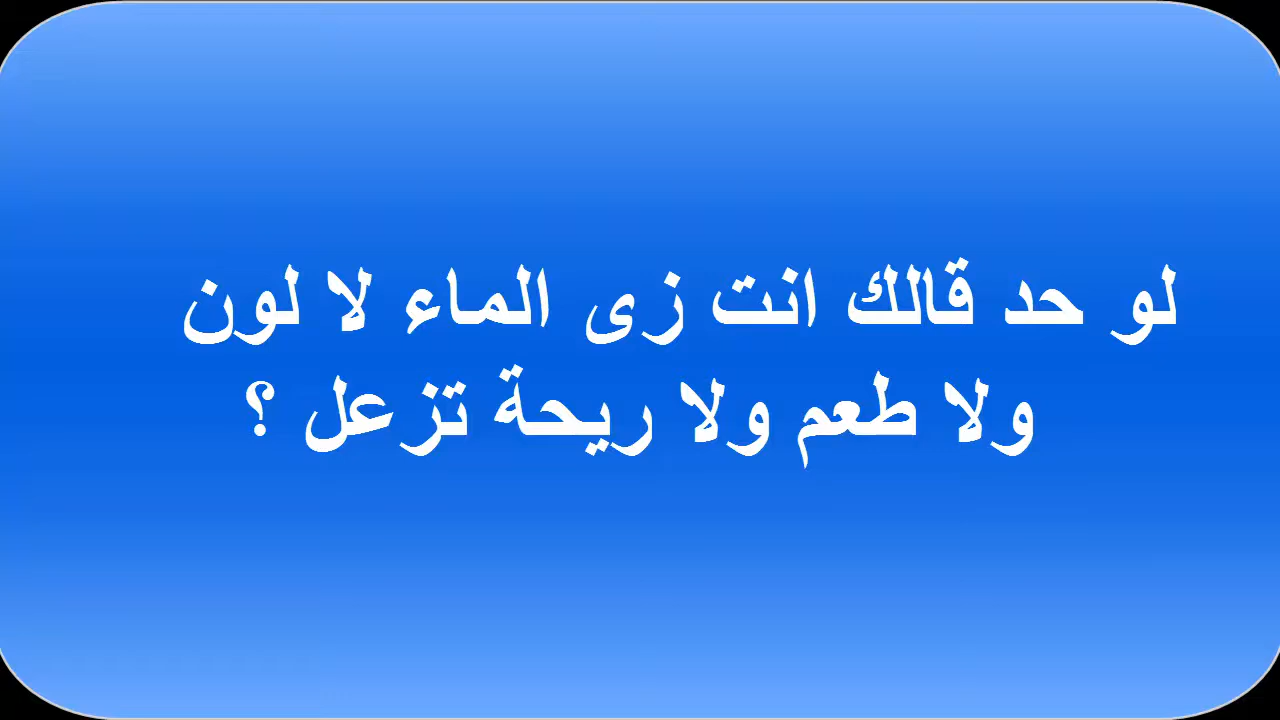 لو حد قالك انت زى الماء لا لون
ولا طعم ولا ريحة تزعل ؟